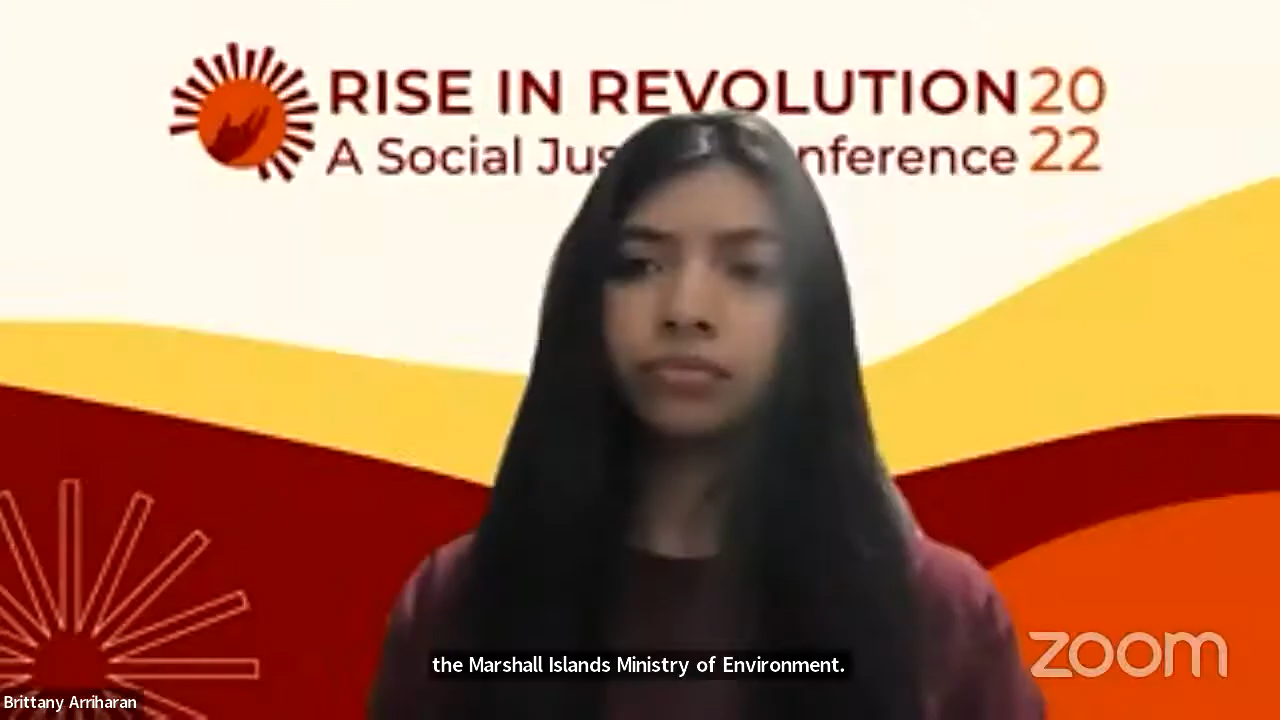 RISE IN REVOLUTION 20
A Social Jus nference 22
the Marshall Islands Ministry of Environment.
zoom
Brittany Arriharan